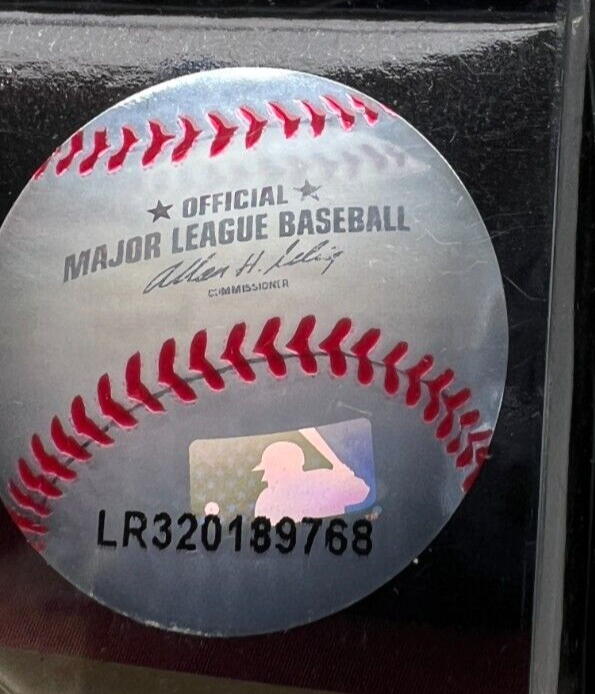 ★ OFFICIAL ★
MAJOR LEAGUE BASEBALL
Allan H. Selig
COMMISSIONER
LR320189768